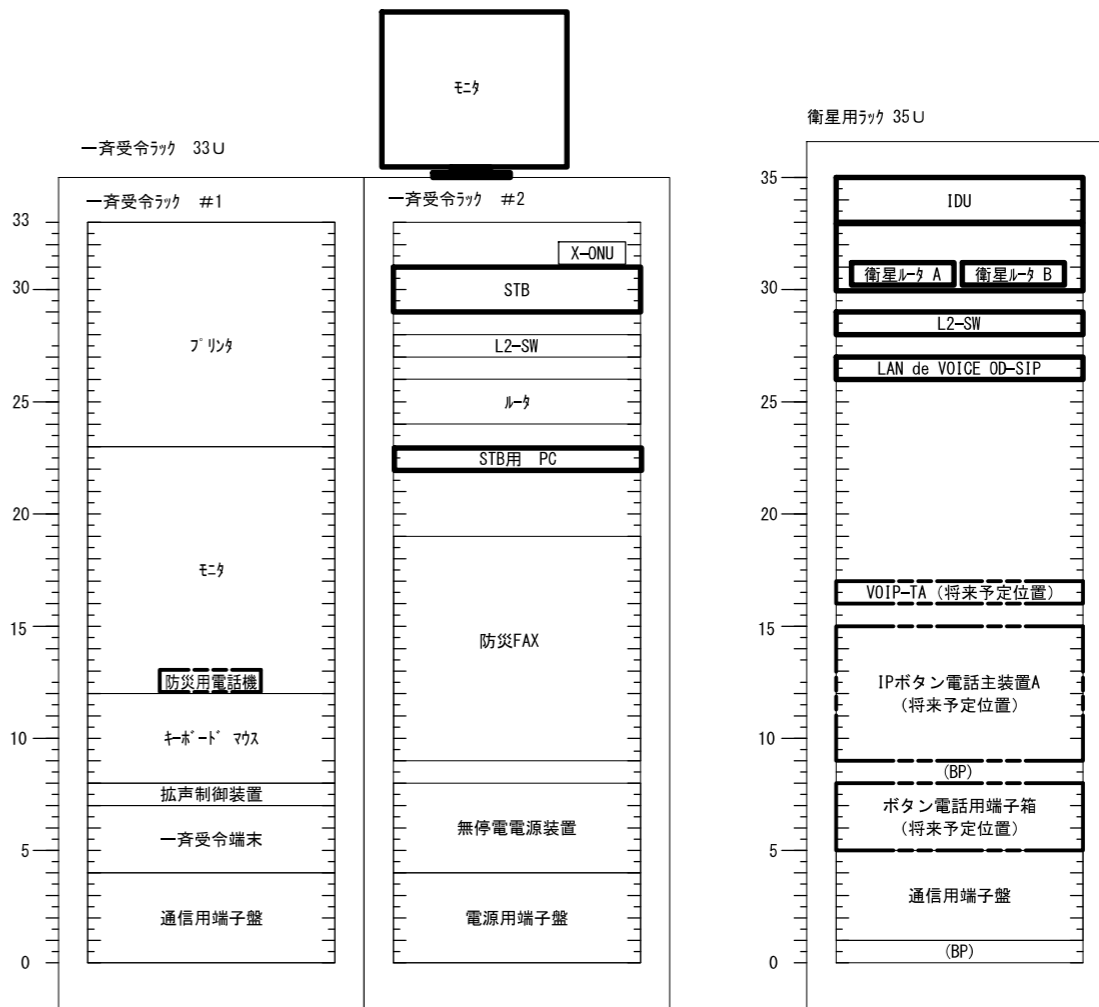 モニタ
一斉受令ラック 33U
一斉受令ラック #1
33
30
25
20
15
10
5
0
プリンタ
モニタ
防災用電話機
キーボード マウス
拡声制御装置
一斉受令端末
通信用端子盤
一斉受令ラック #2
X-ONU
STB
L2-SW
ルータ
STB用 PC
防災FAX
無停電電源装置
電源用端子盤
衛星用ラック 35U
35
30
25
20
15
10
5
0
IDU
衛星ルータ A 衛星ルータ B
L2-SW
LAN de VOICE OD-SIP
VOIP-TA (将来予定位置)
IPボタン電話主装置A
(将来予定位置)
(BP)
ボタン電話用端子箱
(将来予定位置)
通信用端子盤
(BP)